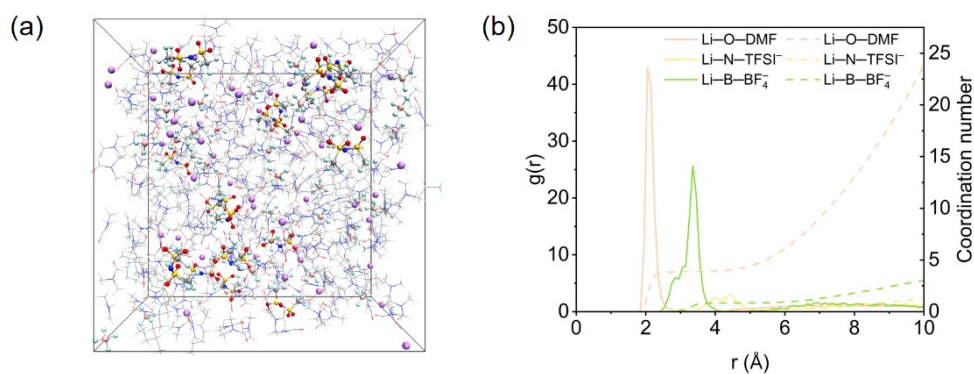 (a)
(b)
50
40
30
20
10
0
g(r)
Li–O–DMF
Li–N–TFSI⁻
Li–B–BF₄⁻
Li–O–DMF
Li–N–TFSI⁻
Li–B–BF₄⁻
25
20
15
10
5
0
Coordination number
0 2 4 6 8 10
r (Å)